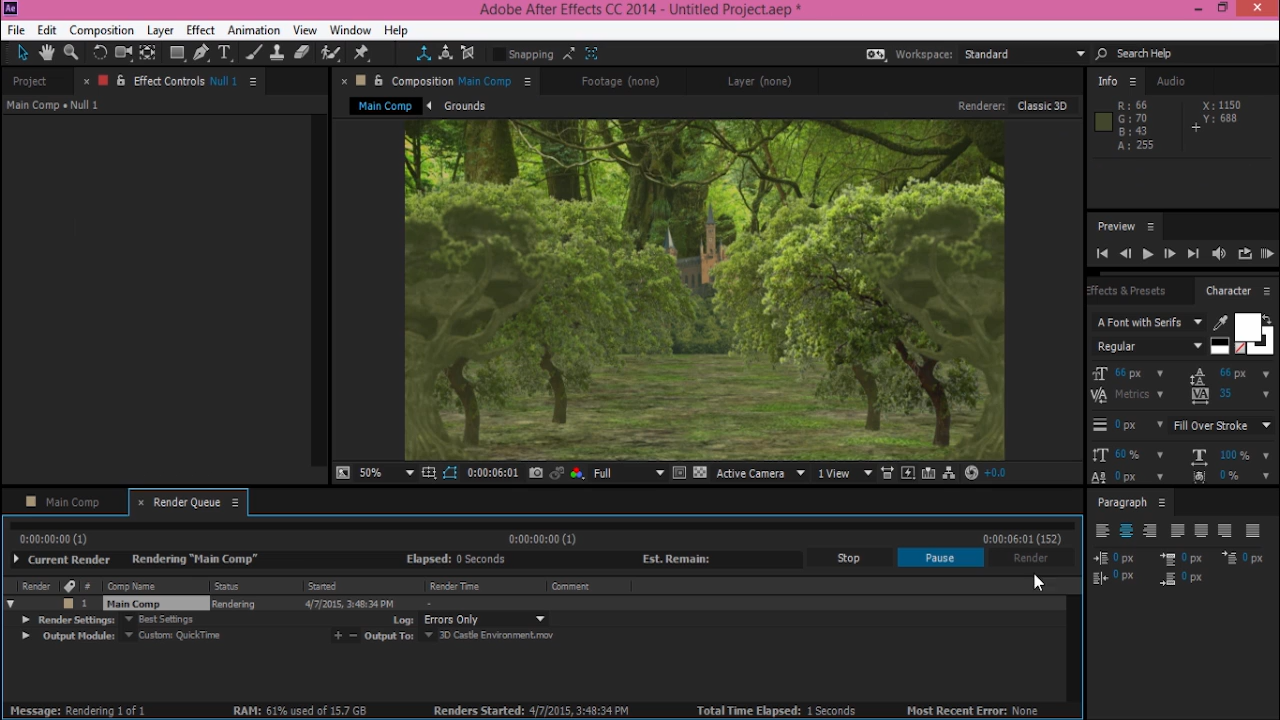 Ae Adobe After Effects CC 2014 - Untitled Project.aep *
File Edit Composition Layer Effect Animation View Window Help
Snapping Workspace: Standard Search Help
Project × Effect Controls Null 1 × Composition Main Comp Footage (none) Layer (none) Info Audio
Main Comp • Null 1 Main Comp Grounds Renderer: Classic 3D
R: 66 X: 1150
G: 70 Y: 688
B: 43
A: 255
Preview
Effects & Presets Character
A Font with Serifs
Regular
66 px 66 px
Metrics 35
0 px Fill Over Stroke
60 % 100 %
0 px 0 %
50% 0:00:06:01 Full Active Camera 1 View +0.0
Main Comp × Render Queue Paragraph
0:00:00:00 (1) 0:00:00:00 (1) 0:00:06:01 (152)
Current Render Rendering "Main Comp" Elapsed: 0 Seconds Est. Remain: Stop Pause Render
0 px 0 px 0 px
0 px 0 px
Render # Comp Name Status Started Render Time Comment
1 Main Comp Rendering 4/7/2015, 3:48:34 PM -
Render Settings: Best Settings Log: Errors Only
Output Module: Custom: QuickTime + − Output To: 3D Castle Environment.mov
Message: Rendering 1 of 1 RAM: 61% used of 15.7 GB Renders Started: 4/7/2015, 3:48:34 PM Total Time Elapsed: 1 Seconds Most Recent Error: None